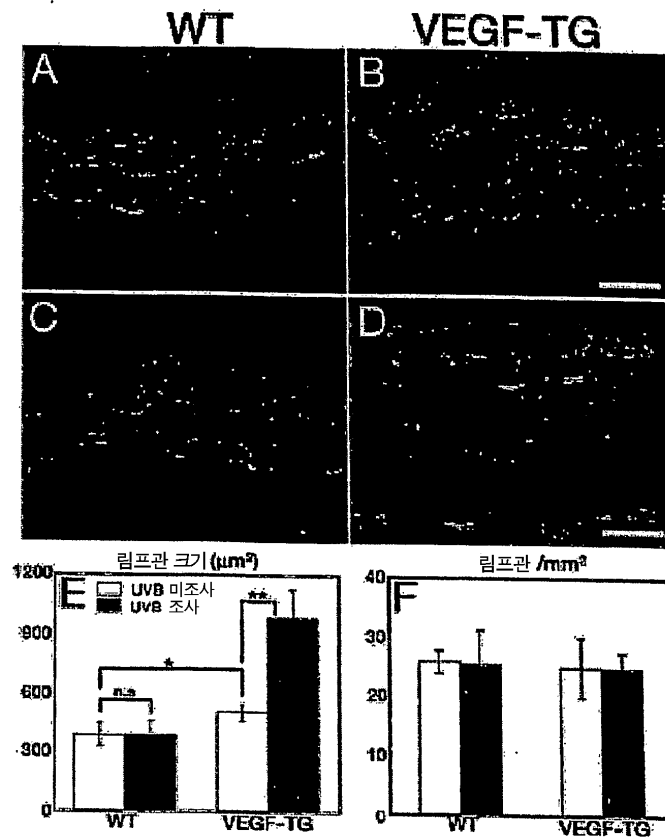 WT VEGF-TG
A B
C D
림프관 크기 (μm²)
E
UVB 미조사
UVB 조사
1200
900
600
300
0
n.s
*
**
WT VEGF-TG
림프관 /mm²
F
40
30
20
10
0
WT VEGF-TG